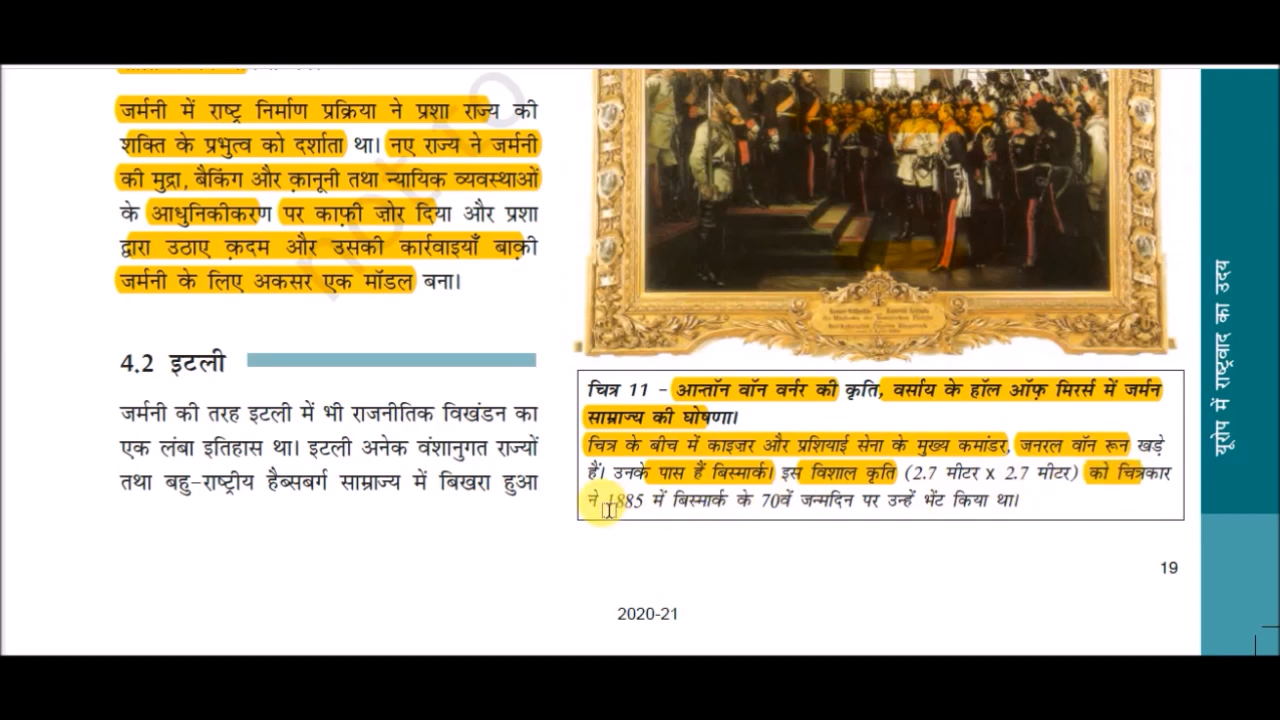 जर्मनी में राष्ट्र निर्माण प्रक्रिया ने प्रशा राज्य की
शक्ति के प्रभुत्व को दर्शाता था। नए राज्य ने जर्मनी
की मुद्रा, बैकिंग और क़ानूनी तथा न्यायिक व्यवस्थाओं
के आधुनिकीकरण पर काफ़ी ज़ोर दिया और प्रशा
द्वारा उठाए क़दम और उसकी कार्रवाइयाँ बाक़ी
जर्मनी के लिए अकसर एक मॉडल बना।
4.2 इटली
जर्मनी की तरह इटली में भी राजनीतिक विखंडन का
एक लंबा इतिहास था। इटली अनेक वंशानुगत राज्यों
तथा बहु-राष्ट्रीय हैब्सबर्ग साम्राज्य में बिखरा हुआ
चित्र 11 – आन्तॉन वॉन वर्नर की कृति, वर्साय के हॉल ऑफ़ मिरर्स में जर्मन
साम्राज्य की घोषणा।
चित्र के बीच में काइज़र और प्रशियाई सेना के मुख्य कमांडर, जनरल वॉन रून खड़े
हैं। उनके पास हैं बिस्मार्क। इस विशाल कृति (2.7 मीटर x 2.7 मीटर) को चित्रकार
ने 1885 में बिस्मार्क के 70वें जन्मदिन पर उन्हें भेंट किया था।
19
2020-21
यूरोप में राष्ट्रवाद का उदय